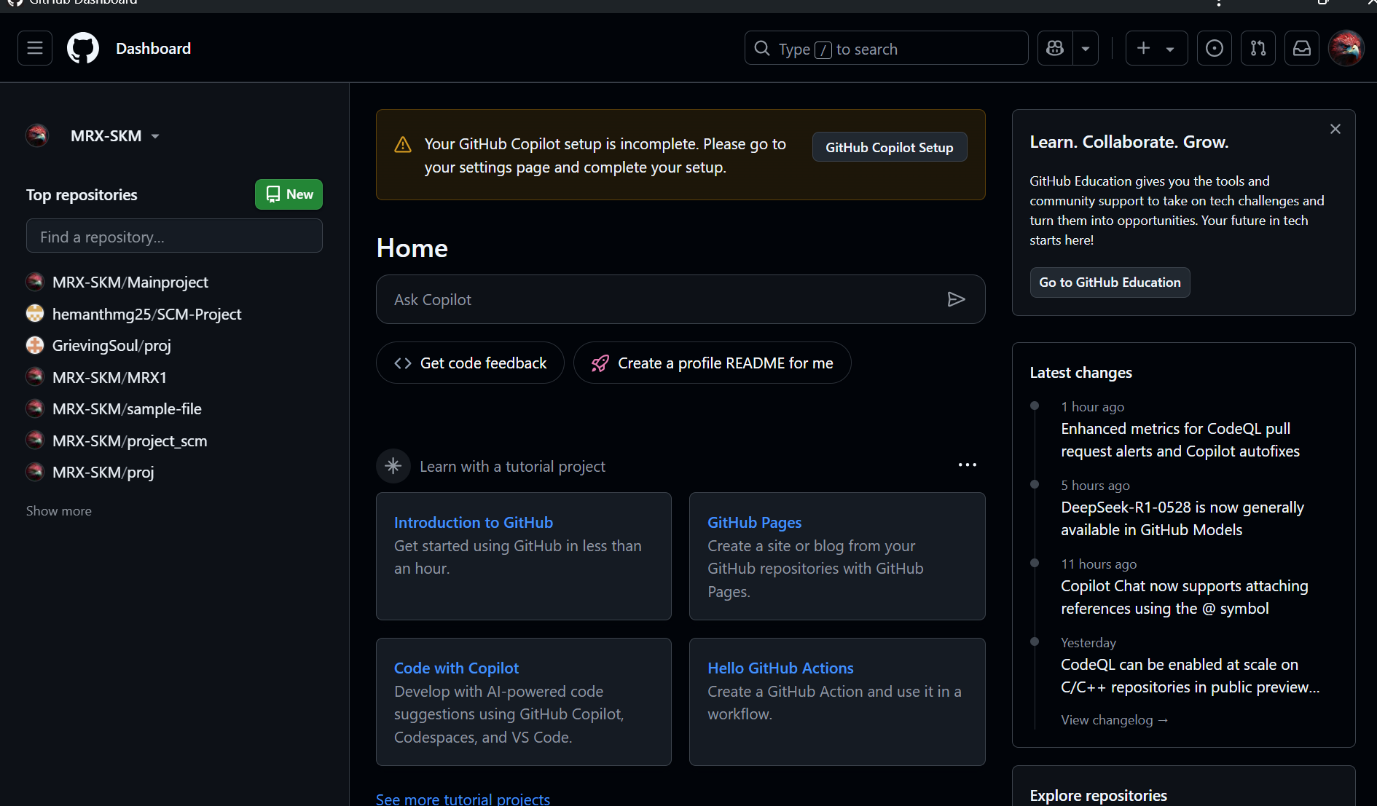 GitHub Dashboard
Dashboard
Type / to search
MRX-SKM
Top repositories
New
Find a repository...
MRX-SKM/Mainproject
hemanthmg25/SCM-Project
GrievingSoul/proj
MRX-SKM/MRX1
MRX-SKM/sample-file
MRX-SKM/project_scm
MRX-SKM/proj
Show more
Your GitHub Copilot setup is incomplete. Please go to
your settings page and complete your setup.
GitHub Copilot Setup
Home
Ask Copilot
Get code feedback
Create a profile README for me
Learn with a tutorial project
Introduction to GitHub
Get started using GitHub in less than
an hour.
GitHub Pages
Create a site or blog from your
GitHub repositories with GitHub
Pages.
Code with Copilot
Develop with AI-powered code
suggestions using GitHub Copilot,
Codespaces, and VS Code.
Hello GitHub Actions
Create a GitHub Action and use it in a
workflow.
See more tutorial projects
Learn. Collaborate. Grow.
GitHub Education gives you the tools and
community support to take on tech challenges and
turn them into opportunities. Your future in tech
starts here!
Go to GitHub Education
Latest changes
1 hour ago
Enhanced metrics for CodeQL pull
request alerts and Copilot autofixes
5 hours ago
DeepSeek-R1-0528 is now generally
available in GitHub Models
11 hours ago
Copilot Chat now supports attaching
references using the @ symbol
Yesterday
CodeQL can be enabled at scale on
C/C++ repositories in public preview...
View changelog →
Explore repositories